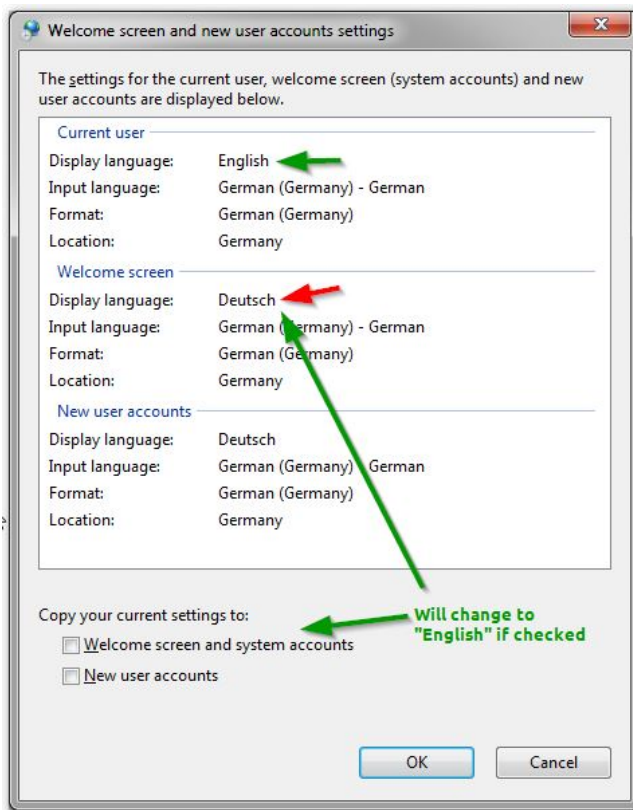 Welcome screen and new user accounts settings
The settings for the current user, welcome screen (system accounts) and new
user accounts are displayed below.
Current user
Display language: English
Input language: German (Germany) - German
Format: German (Germany)
Location: Germany
Welcome screen
Display language: Deutsch
Input language: German (Germany) - German
Format: German (Germany)
Location: Germany
New user accounts
Display language: Deutsch
Input language: German (Germany) - German
Format: German (Germany)
Location: Germany
Copy your current settings to:
Will change to
"English" if checked
Welcome screen and system accounts
New user accounts
OK Cancel